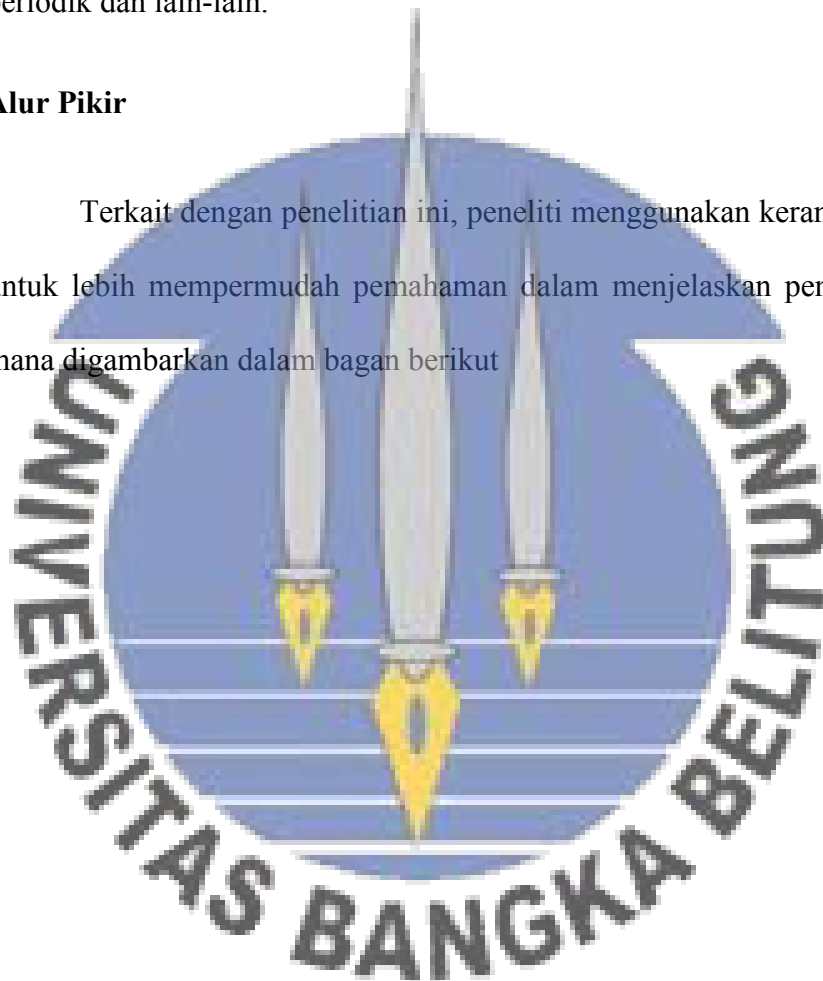 periodik dan lain-lain.
Alur Pikir
Terkait dengan penelitian ini, peneliti menggunakan keran
untuk lebih mempermudah pemahaman dalam menjelaskan pen
mana digambarkan dalam bagan berikut
UNIVERSITAS BANGKA BELITUNG